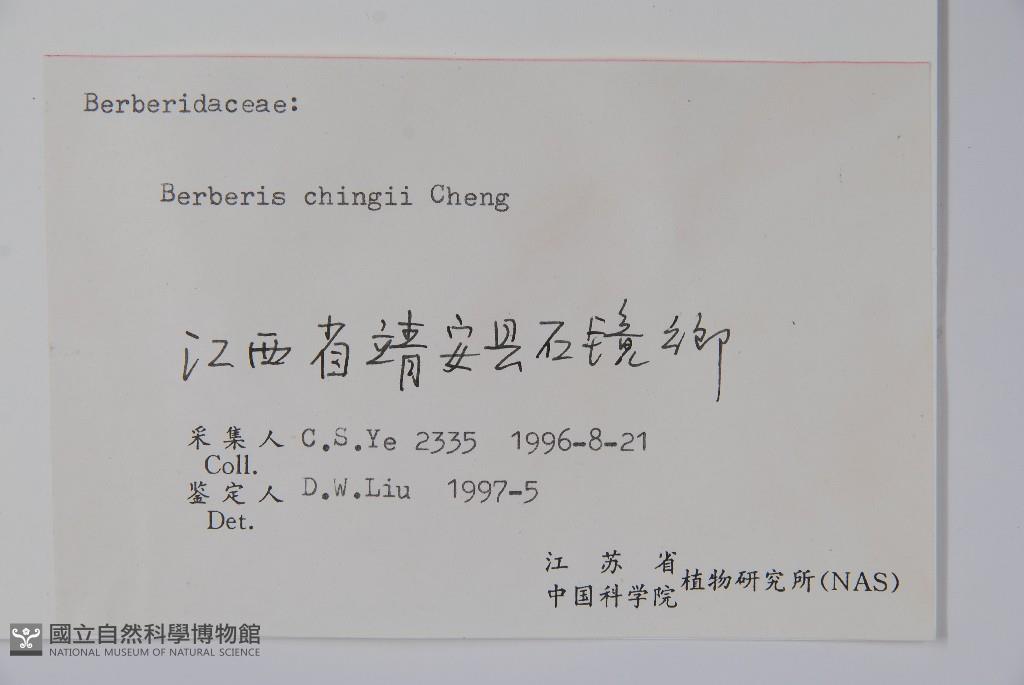 Berberidaceae:
Berberis chingii Cheng
江西省靖安县石镜乡
采集人 C.S.Ye 2335 1996-8-21
Coll.
鉴定人 D.W.Liu 1997-5
Det.
江苏省
中国科学院植物研究所(NAS)
國立自然科學博物館
NATIONAL MUSEUM OF NATURAL SCIENCE